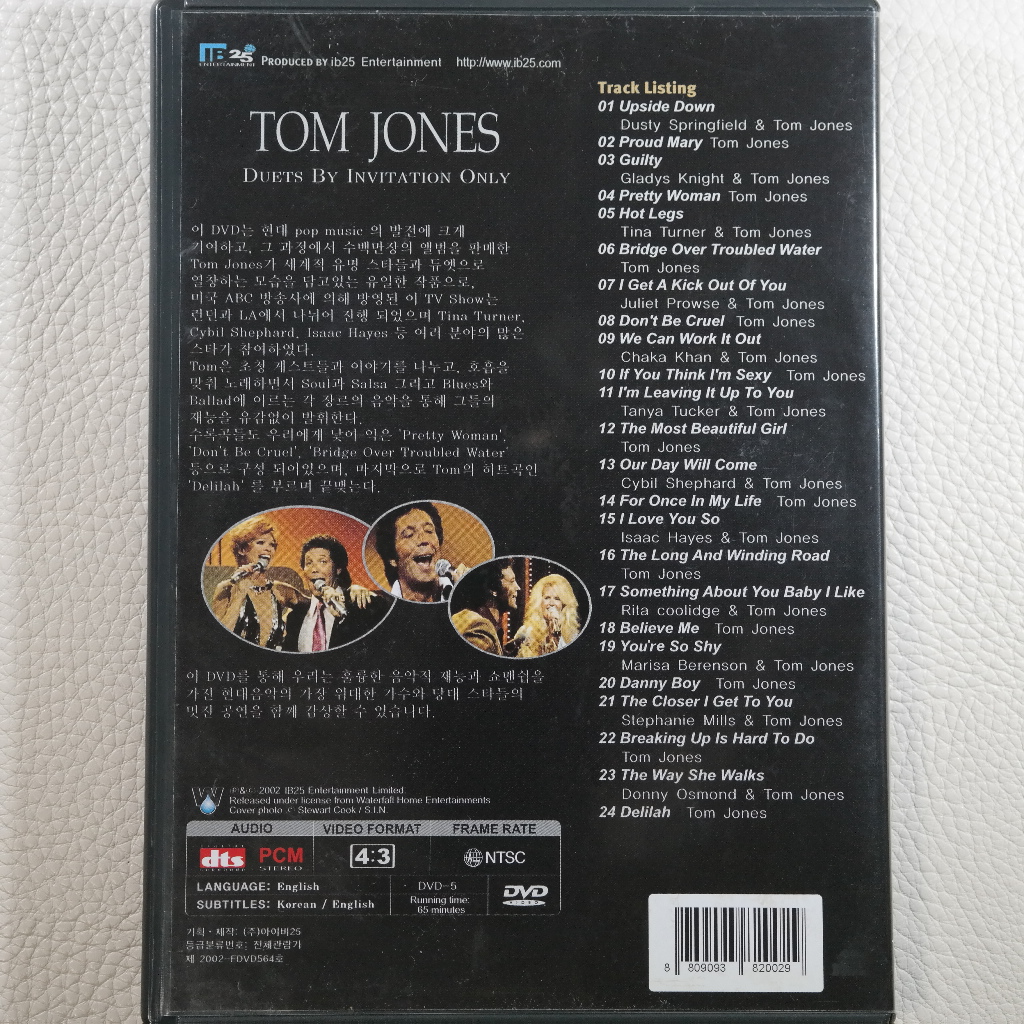 IB 25
ENTERTAINMENT
PRODUCED BY ib25 Entertainment http://www.ib25.com
TOM JONES
DUETS BY INVITATION ONLY
이 DVD는 현대 pop music 의 발전에 크게
기여하고, 그 과정에서 수백만장의 앨범을 판매한
Tom Jones가 세계적 유명 스타들과 듀엣으로
열창하는 모습을 담고있는 유일한 작품으로,
미국 ABC 방송사에 의해 방영된 이 TV Show는
런던과 LA에서 나뉘어 진행 되었으며 Tina Turner,
Cybil Shephard, Isaac Hayes 등 여러 분야의 많은
스타가 참여하였다.
Tom은 초청 게스트들과 이야기를 나누고, 호흡을
맞춰 노래하면서 Soul과 Salsa 그리고 Blues와
Ballad에 이르는 각 장르의 음악을 통해 그들의
재능을 유감없이 발휘한다.
수록곡들도 우리에게 낯이 익은 'Pretty Woman',
'Don't Be Cruel', 'Bridge Over Troubled Water'
등으로 구성 되어있으며, 마지막으로 Tom의 히트곡인
'Delilah' 를 부르며 끝맺는다.
이 DVD를 통해 우리는 훌륭한 음악적 재능과 쇼맨쉽을
가진 현대음악의 가장 위대한 가수와 당대 스타들의
멋진 공연을 함께 감상할 수 있습니다.
Track Listing
01 Upside Down
Dusty Springfield & Tom Jones
02 Proud Mary Tom Jones
03 Guilty
Gladys Knight & Tom Jones
04 Pretty Woman Tom Jones
05 Hot Legs
Tina Turner & Tom Jones
06 Bridge Over Troubled Water
Tom Jones
07 I Get A Kick Out Of You
Juliet Prowse & Tom Jones
08 Don't Be Cruel Tom Jones
09 We Can Work It Out
Chaka Khan & Tom Jones
10 If You Think I'm Sexy Tom Jones
11 I'm Leaving It Up To You
Tanya Tucker & Tom Jones
12 The Most Beautiful Girl
Tom Jones
13 Our Day Will Come
Cybil Shephard & Tom Jones
14 For Once In My Life Tom Jones
15 I Love You So
Isaac Hayes & Tom Jones
16 The Long And Winding Road
Tom Jones
17 Something About You Baby I Like
Rita coolidge & Tom Jones
18 Believe Me Tom Jones
19 You're So Shy
Marisa Berenson & Tom Jones
20 Danny Boy Tom Jones
21 The Closer I Get To You
Stephanie Mills & Tom Jones
22 Breaking Up Is Hard To Do
Tom Jones
23 The Way She Walks
Donny Osmond & Tom Jones
24 Delilah Tom Jones
℗&© 2002 IB25 Entertainment Limited
Released under license from Waterfall Home Entertainments
Cover photo © Stewart Cook / S.I.N.
AUDIO VIDEO FORMAT FRAME RATE
dts PCM STEREO 4:3 NTSC
LANGUAGE: English
SUBTITLES: Korean / English
DVD-5
Running time:
65 minutes
DVD VIDEO
기획 · 제작: (주)아이비25
등급분류번호: 전체관람가
제 2002-FDVD564호
8 809093 820029